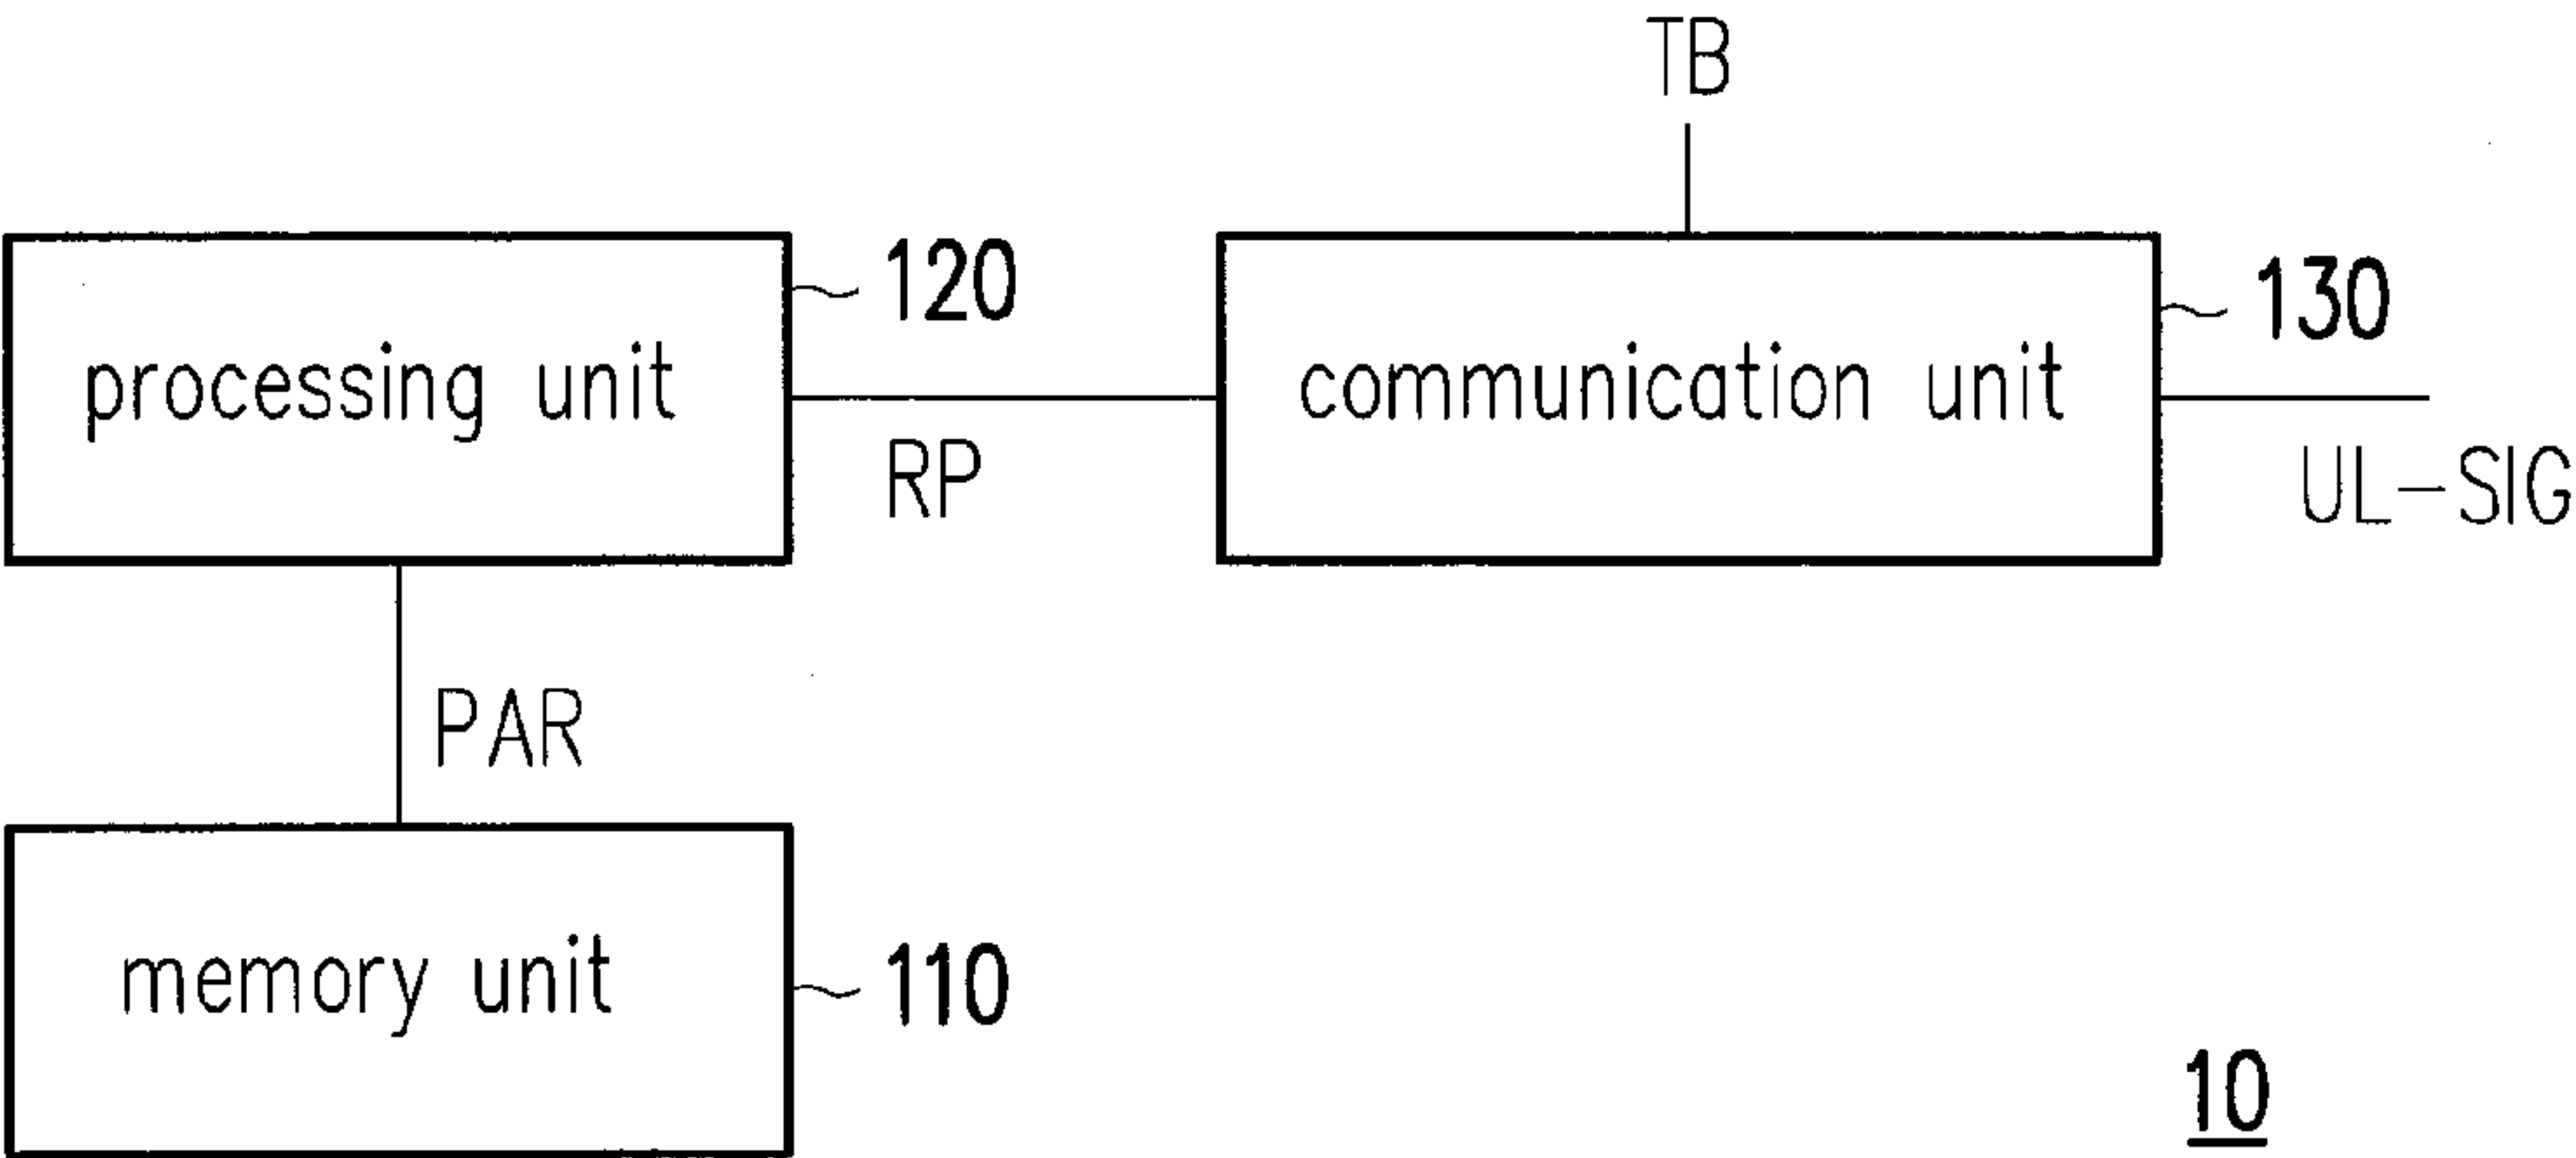 TB
120
130
processing unit
communication unit
RP
UL-SIG
PAR
memory unit
110
10